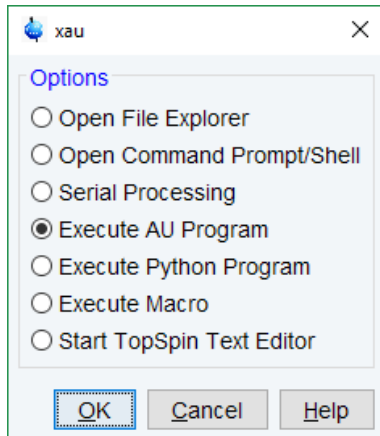 xau
Options
Open File Explorer
Open Command Prompt/Shell
Serial Processing
Execute AU Program
Execute Python Program
Execute Macro
Start TopSpin Text Editor
OK Cancel Help